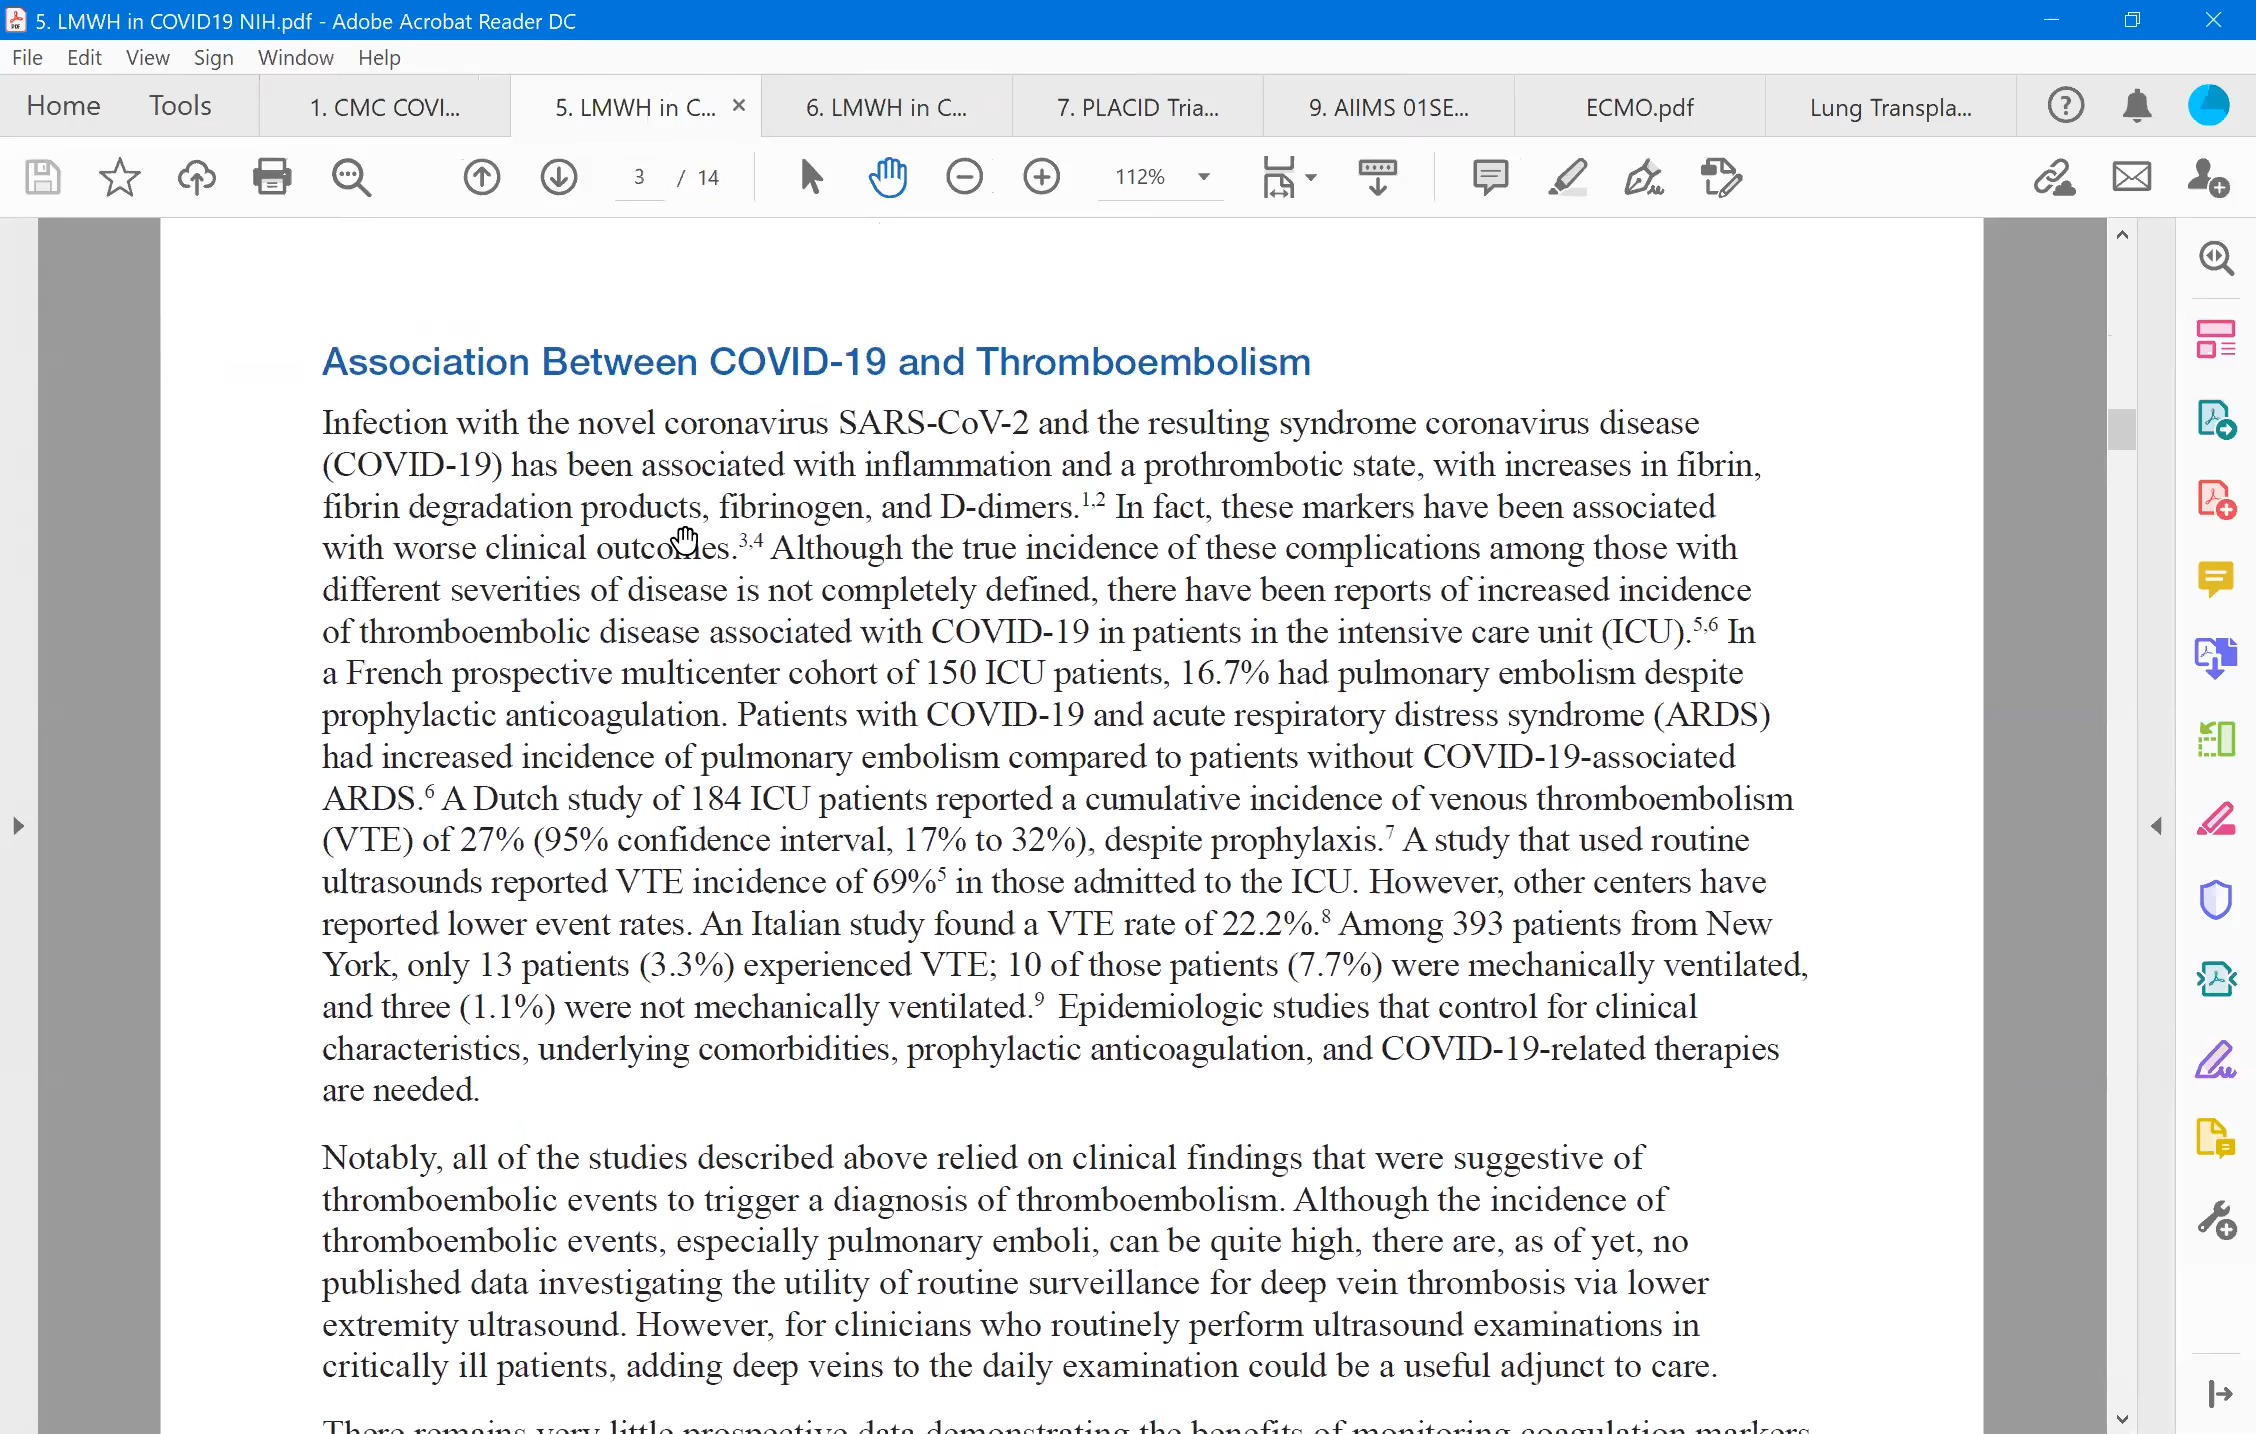 5. LMWH in COVID19 NIH.pdf - Adobe Acrobat Reader DC
File Edit View Sign Window Help
Home Tools 1. CMC COVI... 5. LMWH in C... 6. LMWH in C... 7. PLACID Tria... 9. AIIMS 01SE... ECMO.pdf Lung Transpla...
3 / 14 112%
Association Between COVID-19 and Thromboembolism
Infection with the novel coronavirus SARS-CoV-2 and the resulting syndrome coronavirus disease
(COVID-19) has been associated with inflammation and a prothrombotic state, with increases in fibrin,
fibrin degradation products, fibrinogen, and D-dimers.1,2 In fact, these markers have been associated
with worse clinical outcomes.3,4 Although the true incidence of these complications among those with
different severities of disease is not completely defined, there have been reports of increased incidence
of thromboembolic disease associated with COVID-19 in patients in the intensive care unit (ICU).5,6 In
a French prospective multicenter cohort of 150 ICU patients, 16.7% had pulmonary embolism despite
prophylactic anticoagulation. Patients with COVID-19 and acute respiratory distress syndrome (ARDS)
had increased incidence of pulmonary embolism compared to patients without COVID-19-associated
ARDS.6 A Dutch study of 184 ICU patients reported a cumulative incidence of venous thromboembolism
(VTE) of 27% (95% confidence interval, 17% to 32%), despite prophylaxis.7 A study that used routine
ultrasounds reported VTE incidence of 69%5 in those admitted to the ICU. However, other centers have
reported lower event rates. An Italian study found a VTE rate of 22.2%.8 Among 393 patients from New
York, only 13 patients (3.3%) experienced VTE; 10 of those patients (7.7%) were mechanically ventilated,
and three (1.1%) were not mechanically ventilated.9 Epidemiologic studies that control for clinical
characteristics, underlying comorbidities, prophylactic anticoagulation, and COVID-19-related therapies
are needed.
Notably, all of the studies described above relied on clinical findings that were suggestive of
thromboembolic events to trigger a diagnosis of thromboembolism. Although the incidence of
thromboembolic events, especially pulmonary emboli, can be quite high, there are, as of yet, no
published data investigating the utility of routine surveillance for deep vein thrombosis via lower
extremity ultrasound. However, for clinicians who routinely perform ultrasound examinations in
critically ill patients, adding deep veins to the daily examination could be a useful adjunct to care.
There remains very little prospective data demonstrating the benefits of monitoring coagulation markers